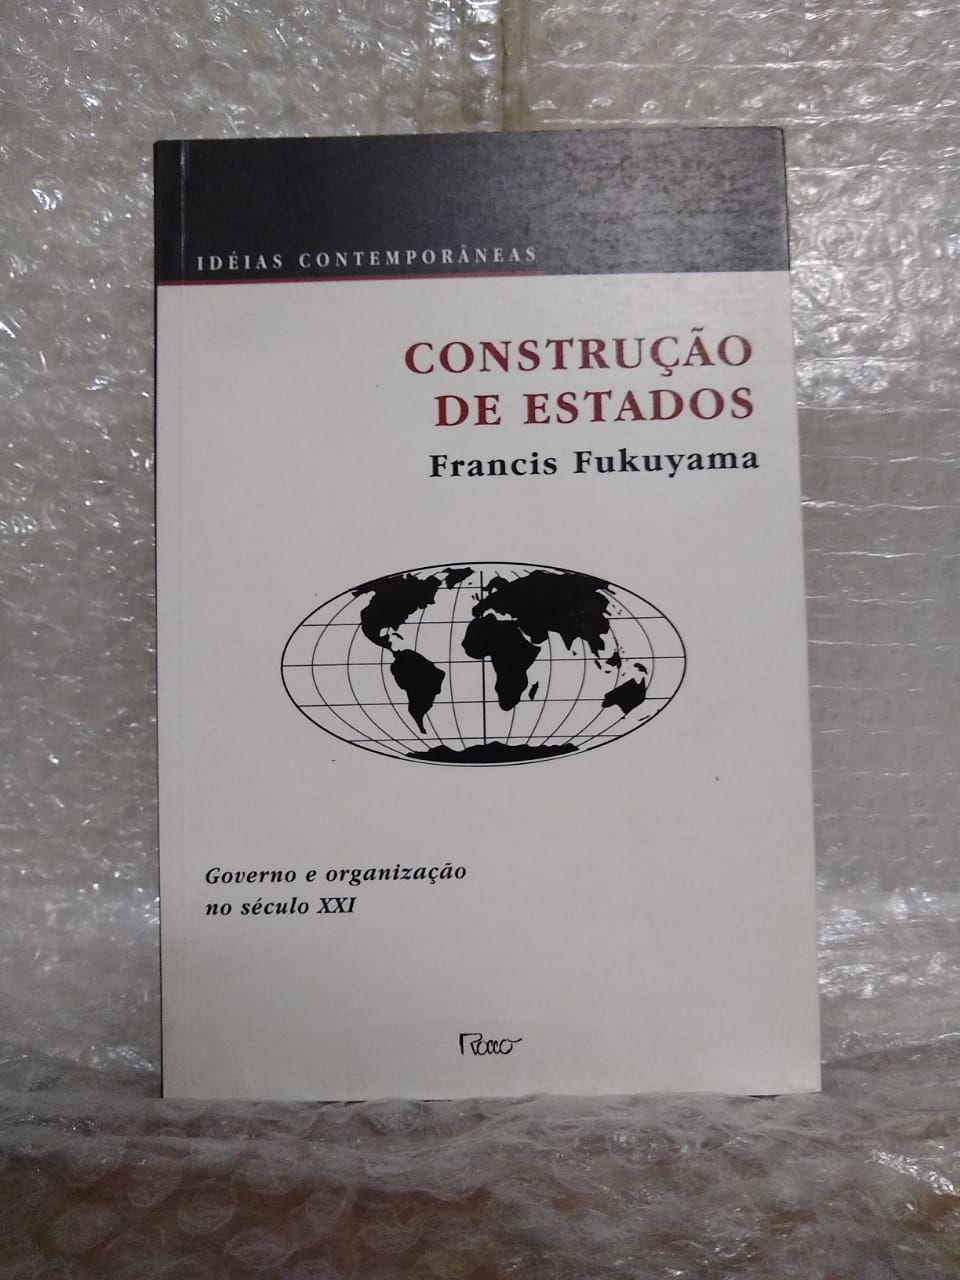 IDÉIAS CONTEMPORÂNEAS
CONSTRUÇÃO
DE ESTADOS
Francis Fukuyama
Governo e organização
no século XXI
Rocco